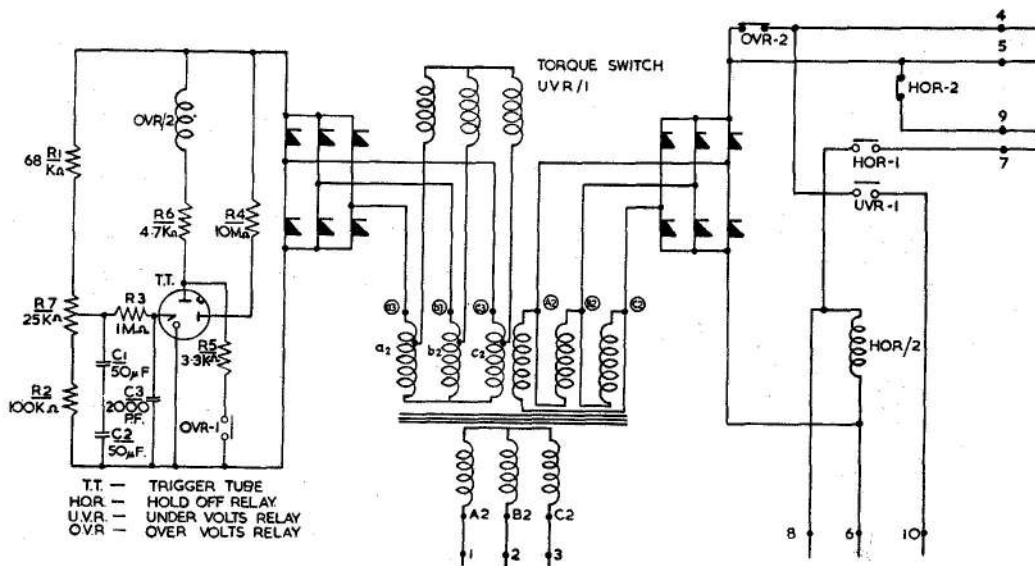 OVR-2
4
5
TORQUE SWITCH
UVR/1
HOR-2
9
HOR-1
7
UVR-1
OVR/2
68 R1
KΩ
R6
4.7KΩ
R4
10MΩ
T.T.
R7
25KΩ
R3
1MΩ
R5
3.3KΩ
C1
50μF
C3
2000
P.F.
R2
100KΩ
C2
50μF.
OVR-1
C3
A2
B2
C2
a2
b2
c2
HOR/2
T.T. — TRIGGER TUBE
H.O.R. — HOLD OFF RELAY.
U.V.R. — UNDER VOLTS RELAY
O.V.R — OVER VOLTS RELAY
A2
B2
C2
1
2
3
8
6
10